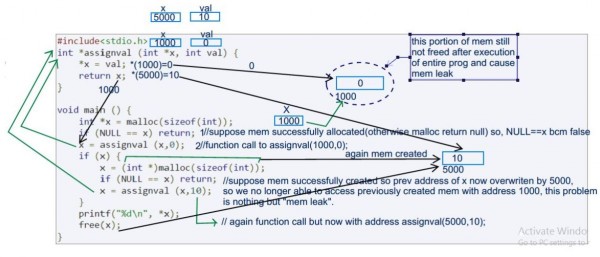 x val
5000 10
#include<stdio.h> x val
1000 0
int *assignval (int *x, int val) {
*x = val; *(1000)=0 0
return x; *(5000)=10
} 1000
this portion of mem still
not freed after execution
of entire prog and cause
mem leak
0
1000
void main () {
int *x = malloc(sizeof(int)); X
1000
if (NULL == x) return; 1//suppose mem successfully allocated(otherwise malloc return null) so, NULL==x bcm false
x = assignval (x,0); 2//function call to assignval(1000,0);
if (x) { again mem created 10
5000
x = (int *)malloc(sizeof(int));
if (NULL == x) return; //suppose mem successfully created so prev address of x now overwriten by 5000,
so we no longer able to access previously created mem with address 1000, this problem
is nothing but "mem leak".
x = assignval (x,10);
} // again function call but now with address assignval(5000,10);
printf("%d\n", *x);
free(x);
}
Activate Windo
Go to PC settings to